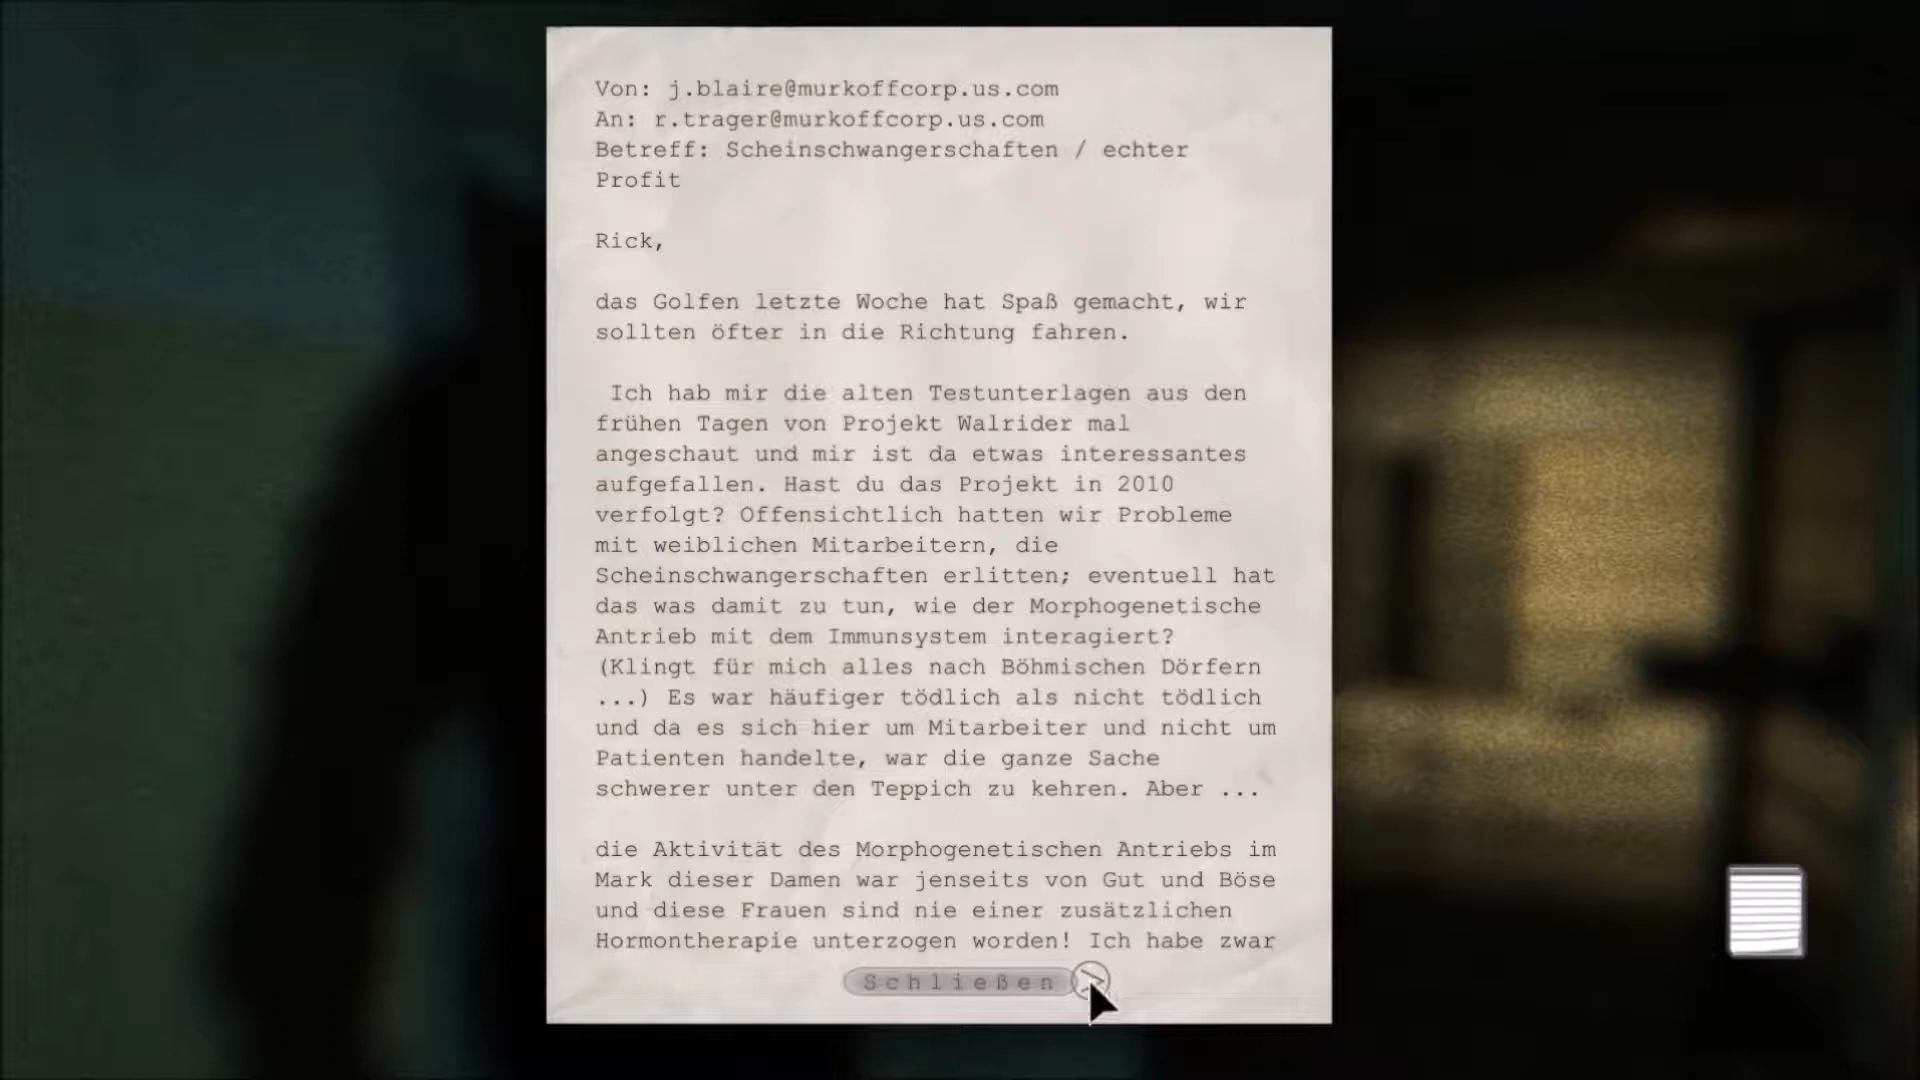 Von: j.blaire@murkoffcorp.us.com
An: r.trager@murkoffcorp.us.com
Betreff: Scheinschwangerschaften / echter
Profit
Rick,
das Golfen letzte Woche hat Spaß gemacht, wir
sollten öfter in die Richtung fahren.
Ich hab mir die alten Testunterlagen aus den
frühen Tagen von Projekt Walrider mal
angeschaut und mir ist da etwas interessantes
aufgefallen. Hast du das Projekt in 2010
verfolgt? Offensichtlich hatten wir Probleme
mit weiblichen Mitarbeitern, die
Scheinschwangerschaften erlitten; eventuell hat
das was damit zu tun, wie der Morphogenetische
Antrieb mit dem Immunsystem interagiert?
(Klingt für mich alles nach Böhmischen Dörfern
...) Es war häufiger tödlich als nicht tödlich
und da es sich hier um Mitarbeiter und nicht um
Patienten handelte, war die ganze Sache
schwerer unter den Teppich zu kehren. Aber ...
die Aktivität des Morphogenetischen Antriebs im
Mark dieser Damen war jenseits von Gut und Böse
und diese Frauen sind nie einer zusätzlichen
Hormontherapie unterzogen worden! Ich habe zwar
Schließen >